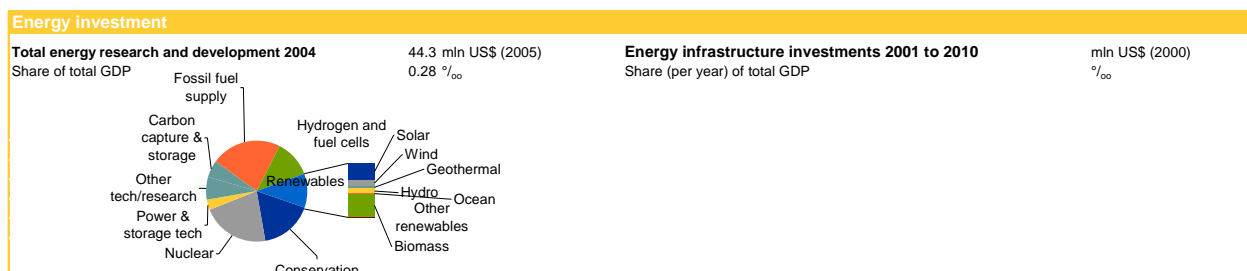 Energy investment
Total energy research and development 2004 44.3 mln US$ (2005)
Share of total GDP 0.28 °/oo
Energy infrastructure investments 2001 to 2010 mln US$ (2000)
Share (per year) of total GDP °/oo
Fossil fuel
supply
Carbon
capture &
storage
Other
tech/research
Power &
storage tech
Nuclear
Conservation
Hydrogen and
fuel cells
Renewables
Solar
Wind
Geothermal
Hydro
Ocean
Other
renewables
Biomass